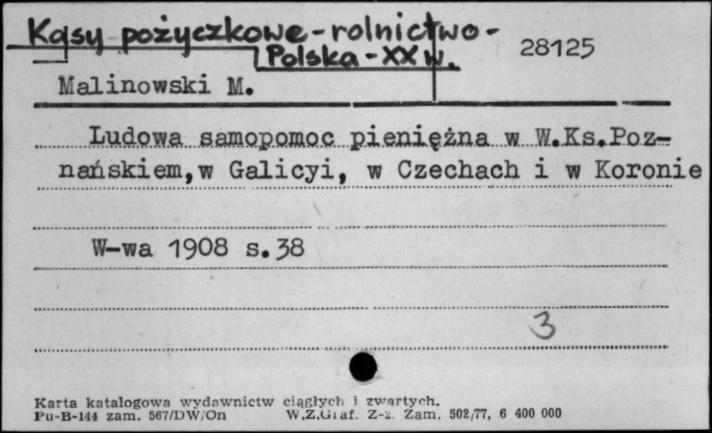 Kasy pożyczkowe-rolnictwo-
Polska-XX w. 28125
Malinowski M.
Ludowa samopomoc pieniężna w W.Ks.Poz-
nańskiem,w Galicyi, w Czechach i w Koronie
W-wa 1908 s.38
3
Karta katalogowa wydawnictw ciągłych i zwartych.
Pu-B-144 zam. 567/DW/On W.Z.Graf. Z-z. Zam. 502/77, 6 400 000